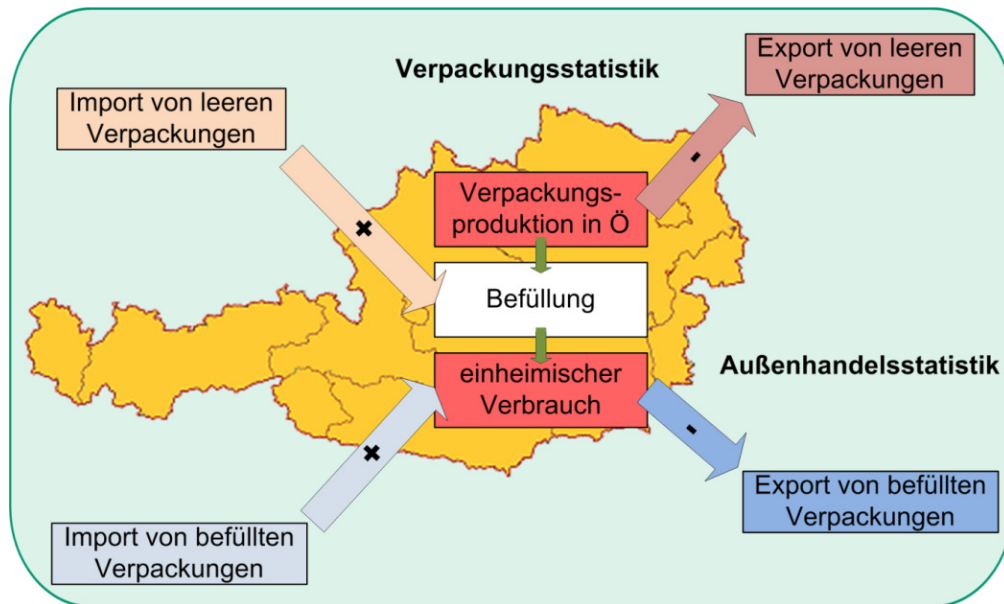 Export von leeren
Verpackungen
Verpackungsstatistik
Import von leeren
Verpackungen
-
+
Verpackungs-
produktion in Ö
Befüllung
einheimischer
Verbrauch
Außenhandelsstatistik
-
+
Export von befüllten
Verpackungen
Import von befüllten
Verpackungen